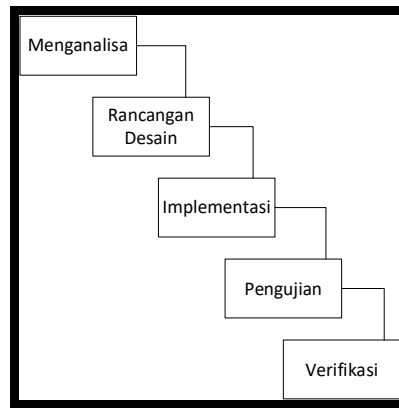 Menganalisa
Rancangan
Desain
Implementasi
Pengujian
Verifikasi